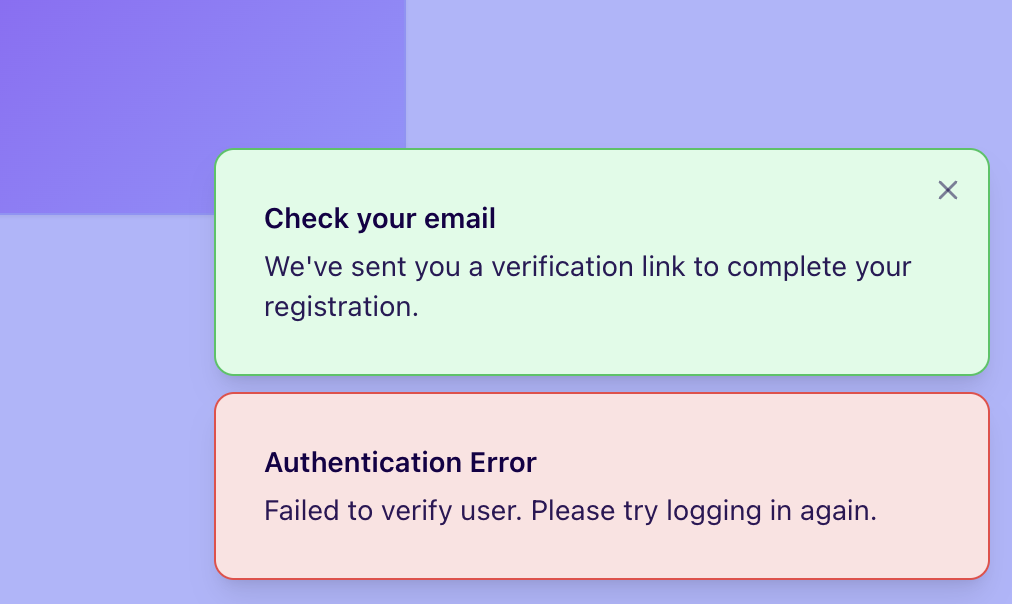 Check your email
We've sent you a verification link to complete your
registration.
Authentication Error
Failed to verify user. Please try logging in again.